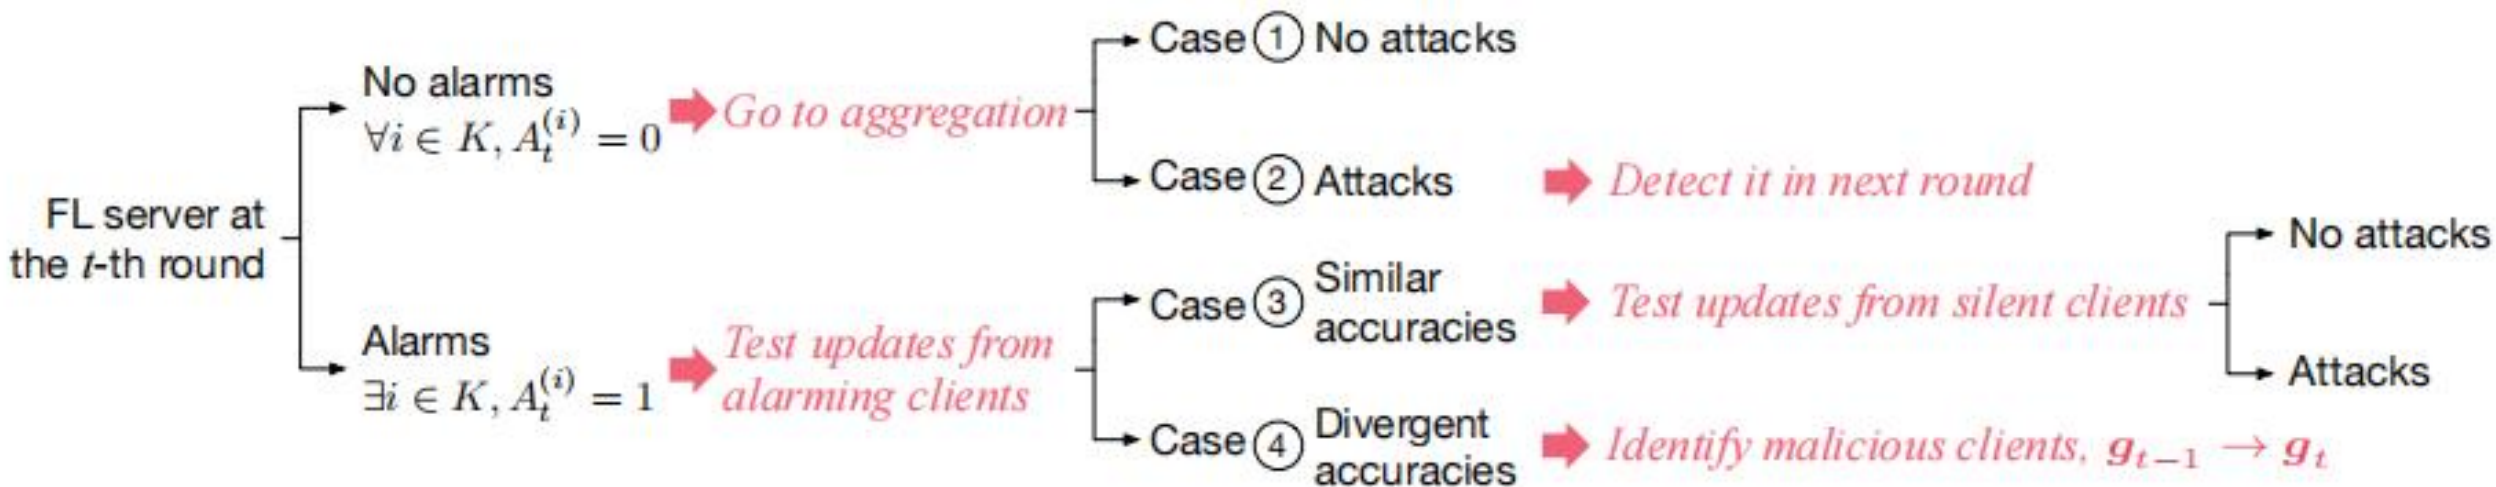 FL server at
the t-th round
No alarms
∀i ∈ K, A_t^{(i)} = 0
Go to aggregation
Case ① No attacks
Case ② Attacks
Detect it in next round
Alarms
∃i ∈ K, A_t^{(i)} = 1
Test updates from
alarming clients
Case ③ Similar
accuracies
Test updates from silent clients
No attacks
Attacks
Case ④ Divergent
accuracies
Identify malicious clients, g_{t−1} → g_t